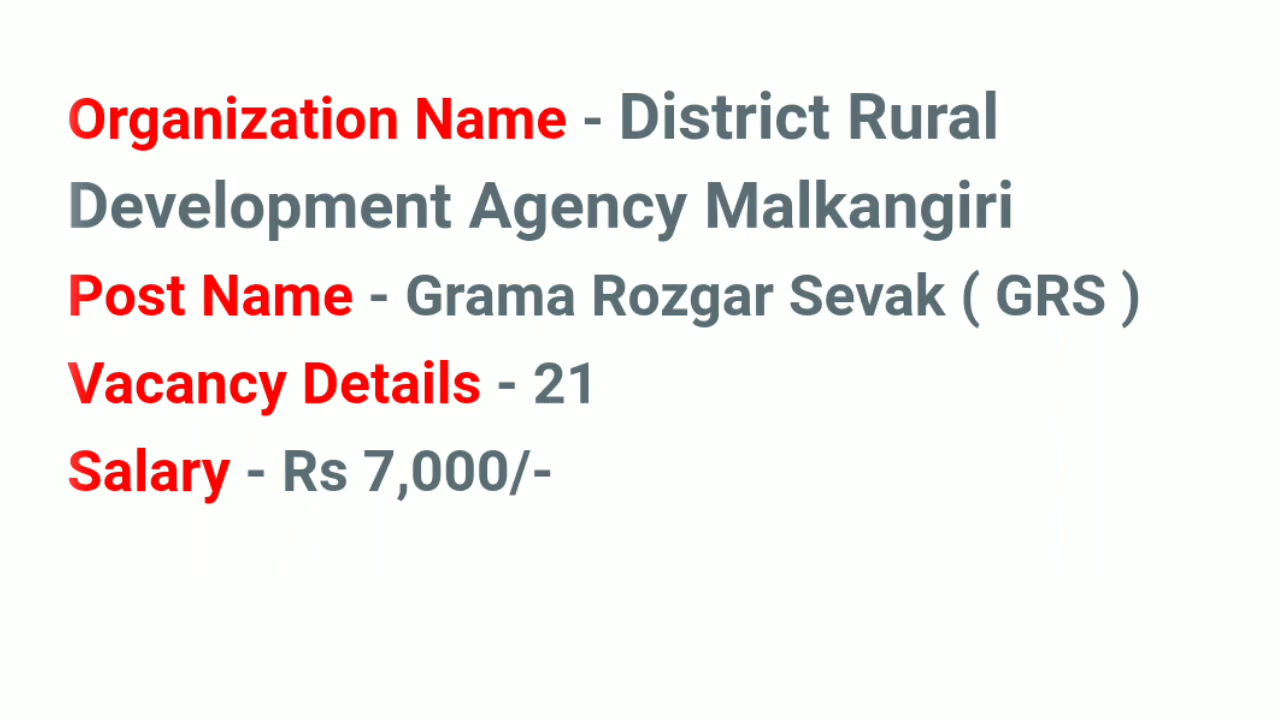 Organization Name - District Rural
Development Agency Malkangiri
Post Name - Grama Rozgar Sevak ( GRS )
Vacancy Details - 21
Salary - Rs 7,000/-